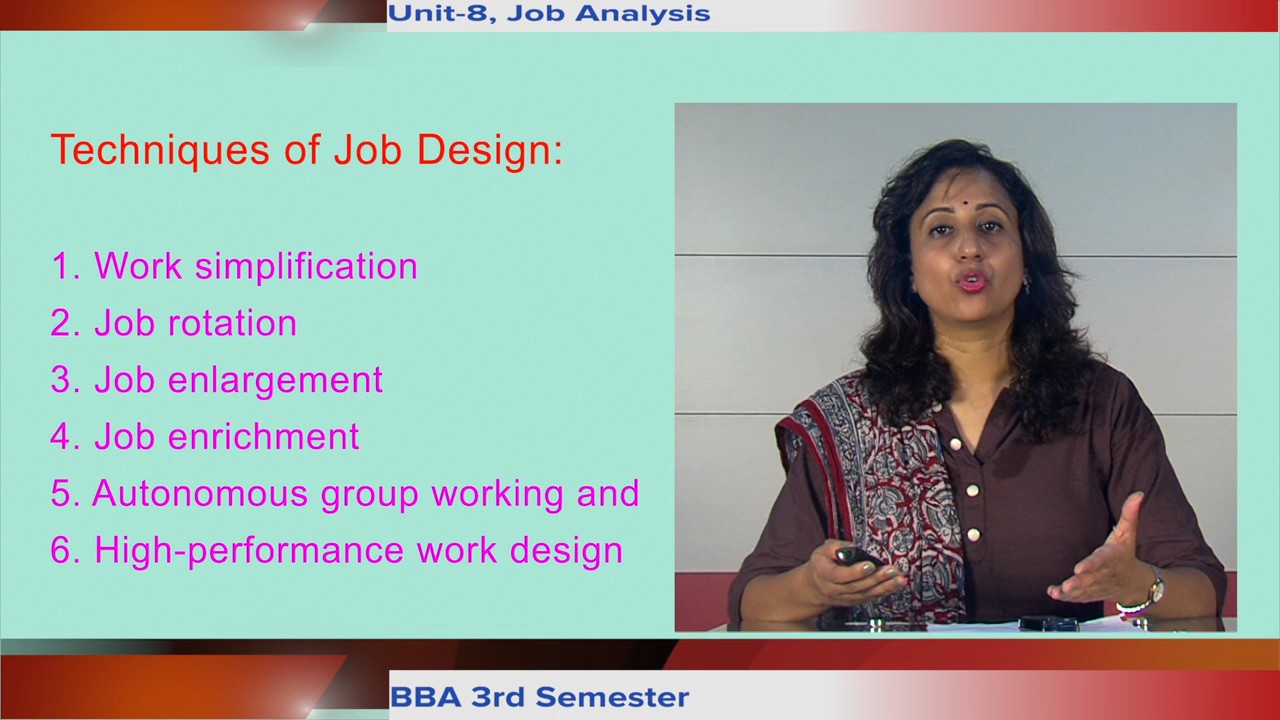 Unit-8, Job Analysis
Techniques of Job Design:
1. Work simplification
2. Job rotation
3. Job enlargement
4. Job enrichment
5. Autonomous group working and
6. High-performance work design
BBA 3rd Semester